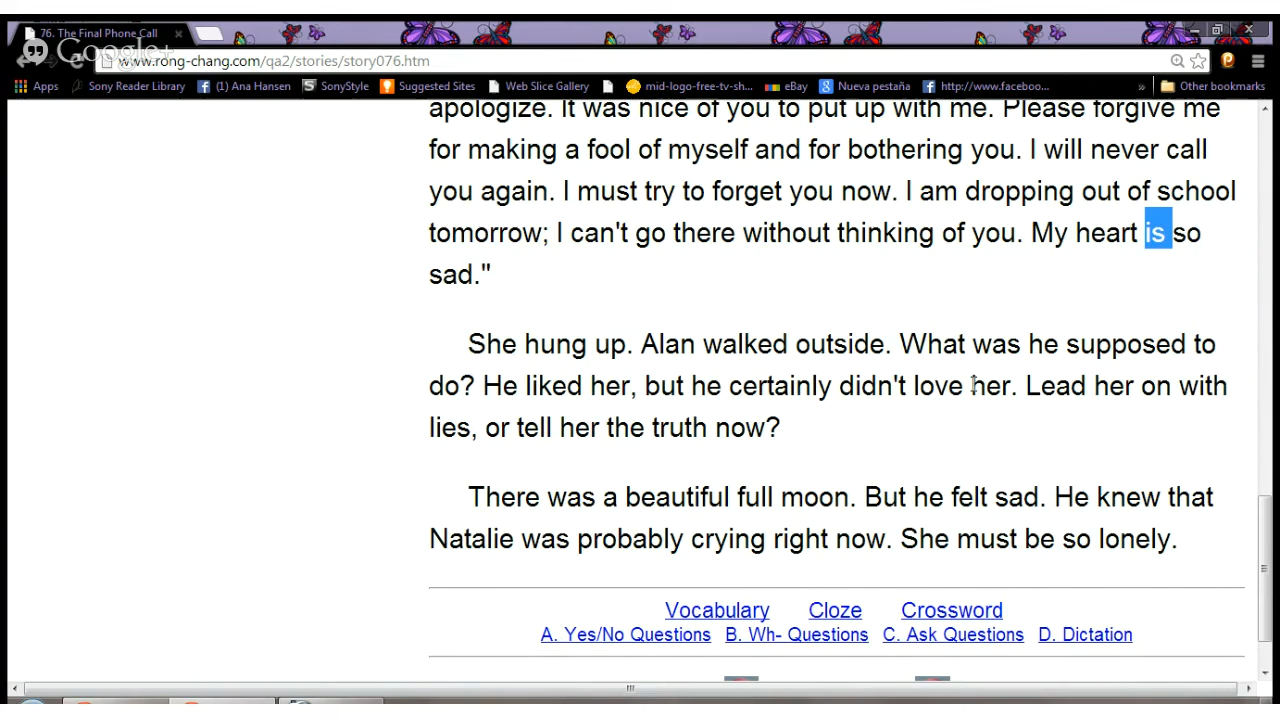 76. The Final Phone Call
Google+
www.rong-chang.com/qa2/stories/story076.htm
Apps Sony Reader Library (1) Ana Hansen SonyStyle Suggested Sites Web Slice Gallery mid-logo-free-tv-sh... eBay Nueva pestaña http://www.faceboo... » Other bookmarks
apologize. It was nice of you to put up with me. Please forgive me
for making a fool of myself and for bothering you. I will never call
you again. I must try to forget you now. I am dropping out of school
tomorrow; I can't go there without thinking of you. My heart is so
sad."
She hung up. Alan walked outside. What was he supposed to
do? He liked her, but he certainly didn't love her. Lead her on with
lies, or tell her the truth now?
There was a beautiful full moon. But he felt sad. He knew that
Natalie was probably crying right now. She must be so lonely.
Vocabulary Cloze Crossword
A. Yes/No Questions B. Wh- Questions C. Ask Questions D. Dictation